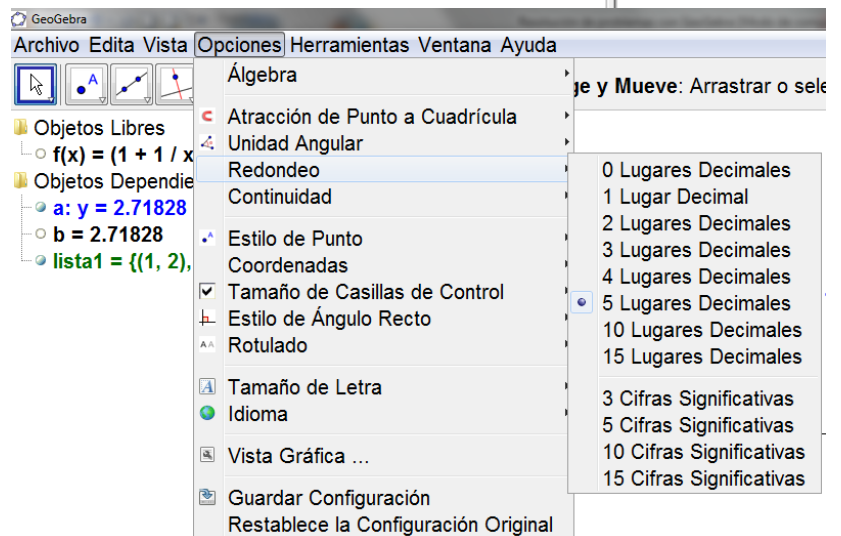 GeoGebra
Archivo Edita Vista Opciones Herramientas Ventana Ayuda
A
ge y Mueve: Arrastrar o sele
Objetos Libres
f(x) = (1 + 1 / x
Objetos Dependie
a: y = 2.71828
b = 2.71828
lista1 = {(1, 2),
Álgebra
Atracción de Punto a Cuadrícula
Unidad Angular
Redondeo
Continuidad
Estilo de Punto
Coordenadas
Tamaño de Casillas de Control
Estilo de Ángulo Recto
AA Rotulado
A Tamaño de Letra
Idioma
Vista Gráfica ...
Guardar Configuración
Restablece la Configuración Original
0 Lugares Decimales
1 Lugar Decimal
2 Lugares Decimales
3 Lugares Decimales
4 Lugares Decimales
5 Lugares Decimales
10 Lugares Decimales
15 Lugares Decimales
3 Cifras Significativas
5 Cifras Significativas
10 Cifras Significativas
15 Cifras Significativas